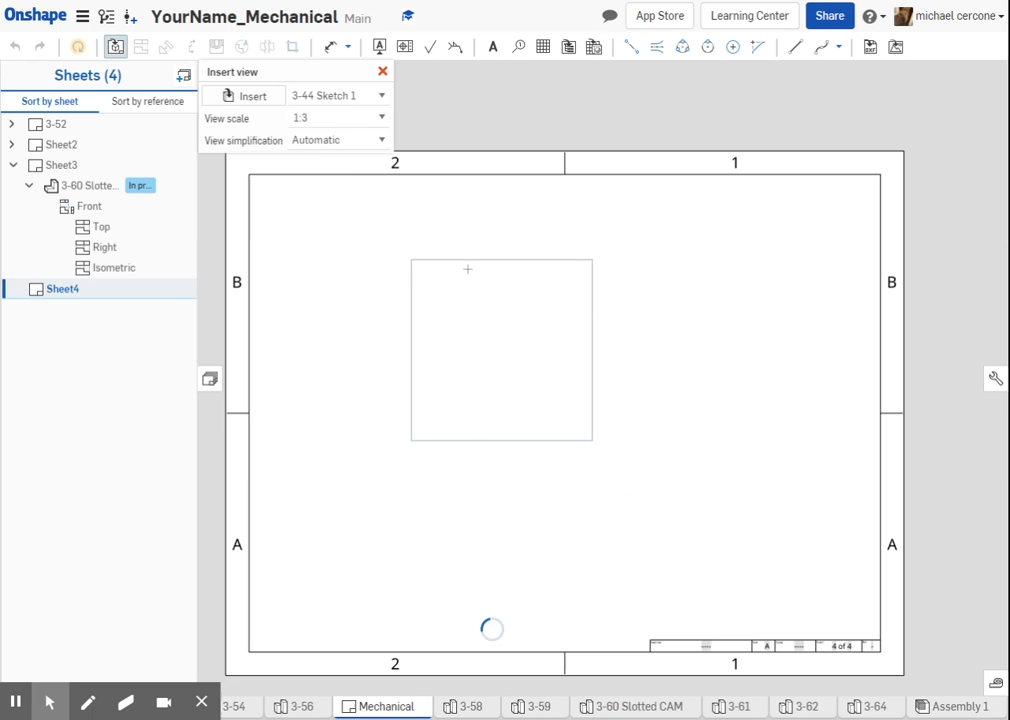 Onshape YourName_Mechanical Main App Store Learning Center Share michael cercone
Sheets (4)
Sort by sheet Sort by reference
3-52
Sheet2
Sheet3
3-60 Slotte... In pr...
Front
Top
Right
Isometric
Sheet4
Insert view
Insert 3-44 Sketch 1
View scale 1:3
View simplification Automatic
2 1
B B
A A
A 4 of 4
2 1
3-54 3-56 Mechanical 3-58 3-59 3-60 Slotted CAM 3-61 3-62 3-64 Assembly 1